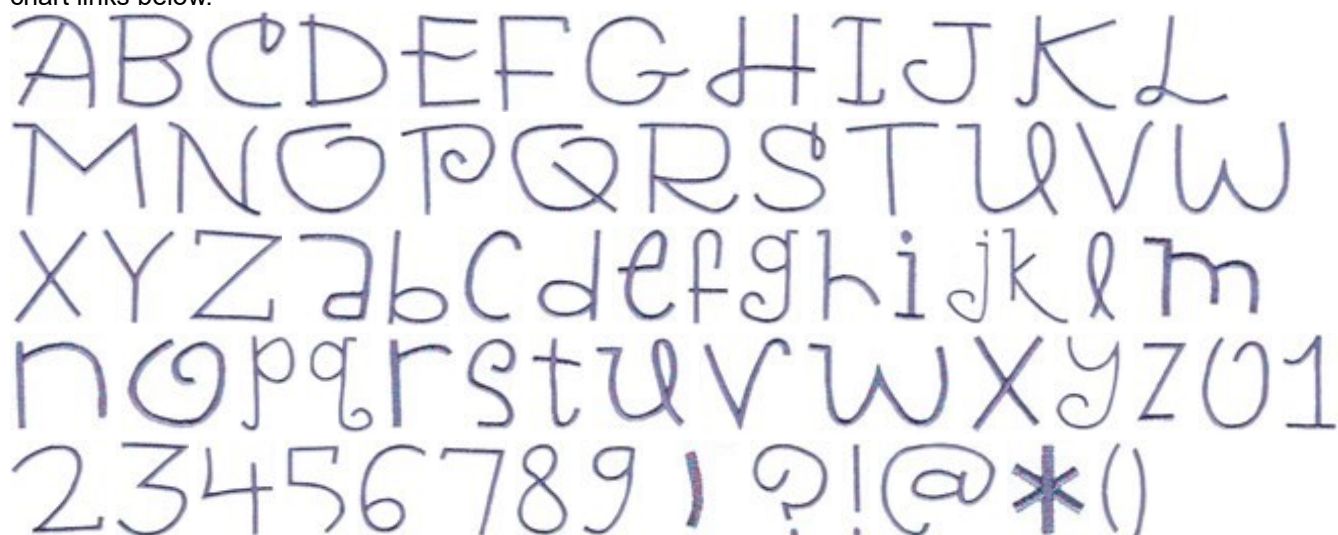 chart links below.
ABCDEFGHIJKL
MNOPQRSTUVW
XYZabcdefghijklm
nopqrstuvwxyz01
23456789)?!@*()